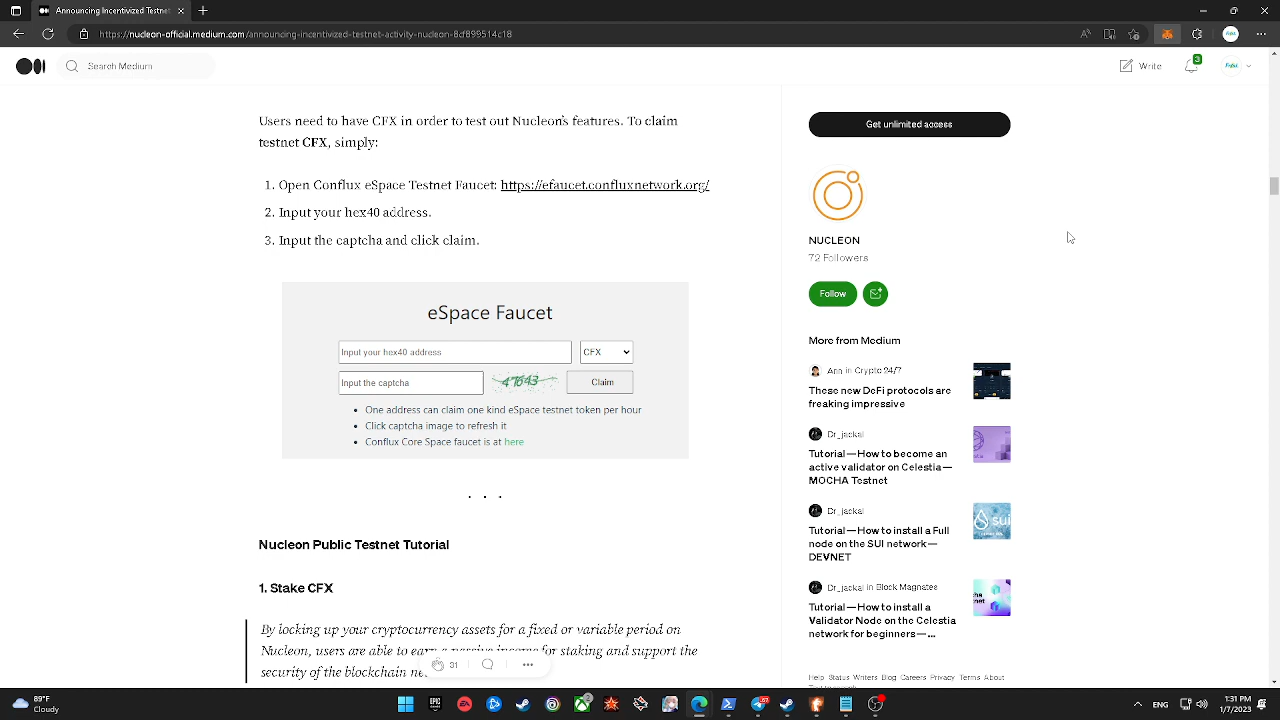 Announcing Incentivized Testnet
https://nucleon-official.medium.com/announcing-incentivized-testnet-activity-nucleon-869895114c18
Search Medium
Write
3
Users need to have CFX in order to test out Nucleon's features. To claim
testnet CFX, simply:
1. Open Conflux eSpace Testnet Faucet: https://efaucet.confluxnetwork.org/
2. Input your hex40 address.
3. Input the captcha and click claim.
eSpace Faucet
Input your hex40 address
CFX
Input the captcha
Claim
One address can claim one kind eSpace testnet token per hour
Click captcha image to refresh it
Conflux Core Space faucet is at here
. . .
Nucleon Public Testnet Tutorial
1. Stake CFX
By locking up your cryptocurrency assets for a fixed or variable period on
Nucleon, users are able to earn a passive income for staking and support the
security of the blockchain
31
Get unlimited access
NUCLEON
72 Followers
Follow
More from Medium
Ann in Crypto 24/7
These new DeFi protocols are
freaking impressive
Dr_jackal
Tutorial — How to become an
active validator on Celestia —
MOCHA Testnet
Dr_jackal
Tutorial — How to install a Full
node on the SUI network —
DEVNET
Dr_jackal in Block Magnates
Tutorial — How to install a
Validator Node on the Celestia
network for beginners — …
Help Status Writers Blog Careers Privacy Terms About
89°F
Cloudy
ENG
1:31 PM
1/7/2023